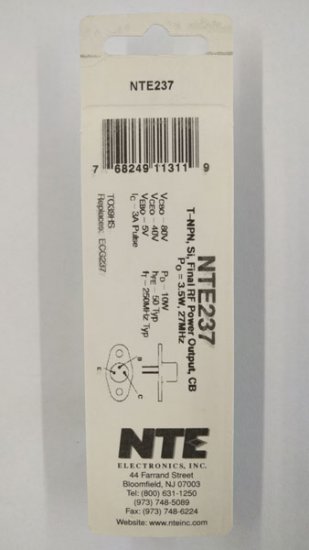 NTE237
7 68249 11311 9
NTE237
T-NPN, Si, Final RF Power Output, CB
PO = 3.5W, 27MHz
VCBO – 80V
VCEO – 40V
VEBO – 5V
IC – 3A Pulse
PD – 10W
hFE – 50 Typ
fT – 250MHz Typ
TO39HS
Replaces: ECG237
B
E
C
NTE
ELECTRONICS, INC.
44 Farrand Street
Bloomfield, NJ 07003
Tel: (800) 631-1250
(973) 748-5089
Fax: (973) 748-6224
Website: www.nteinc.com